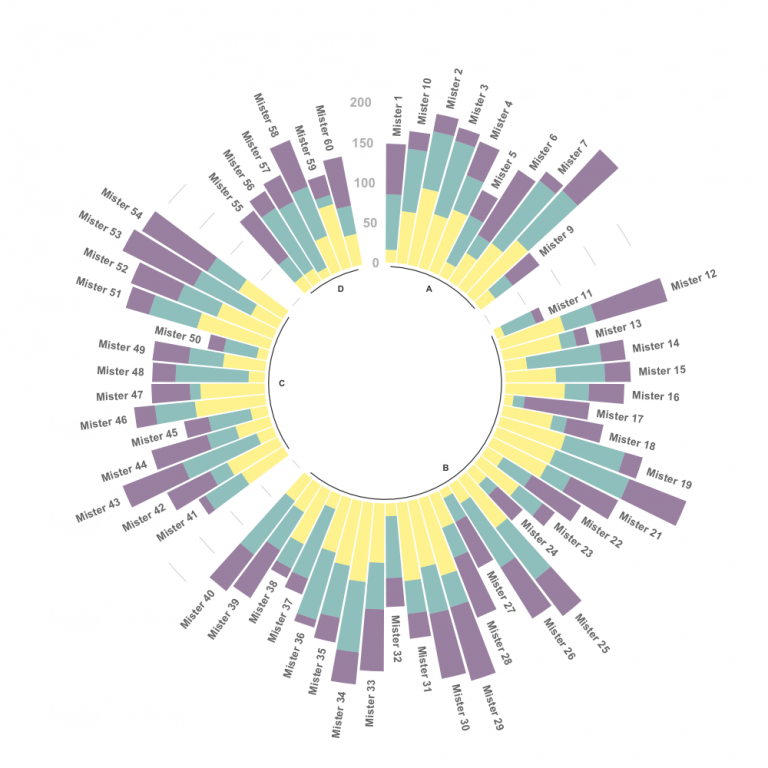 200
150
100
50
0
Mister 1
Mister 10
Mister 2
Mister 3
Mister 4
Mister 5
Mister 6
Mister 7
Mister 9
Mister 11
Mister 12
Mister 13
Mister 14
Mister 15
Mister 16
Mister 17
Mister 18
Mister 19
Mister 21
Mister 22
Mister 23
Mister 24
Mister 25
Mister 26
Mister 27
Mister 28
Mister 29
Mister 30
Mister 31
Mister 32
Mister 33
Mister 34
Mister 35
Mister 36
Mister 37
Mister 38
Mister 39
Mister 40
Mister 41
Mister 42
Mister 43
Mister 44
Mister 45
Mister 46
Mister 47
Mister 48
Mister 49
Mister 50
Mister 51
Mister 52
Mister 53
Mister 54
Mister 55
Mister 56
Mister 57
Mister 58
Mister 59
Mister 60
A
B
C
D